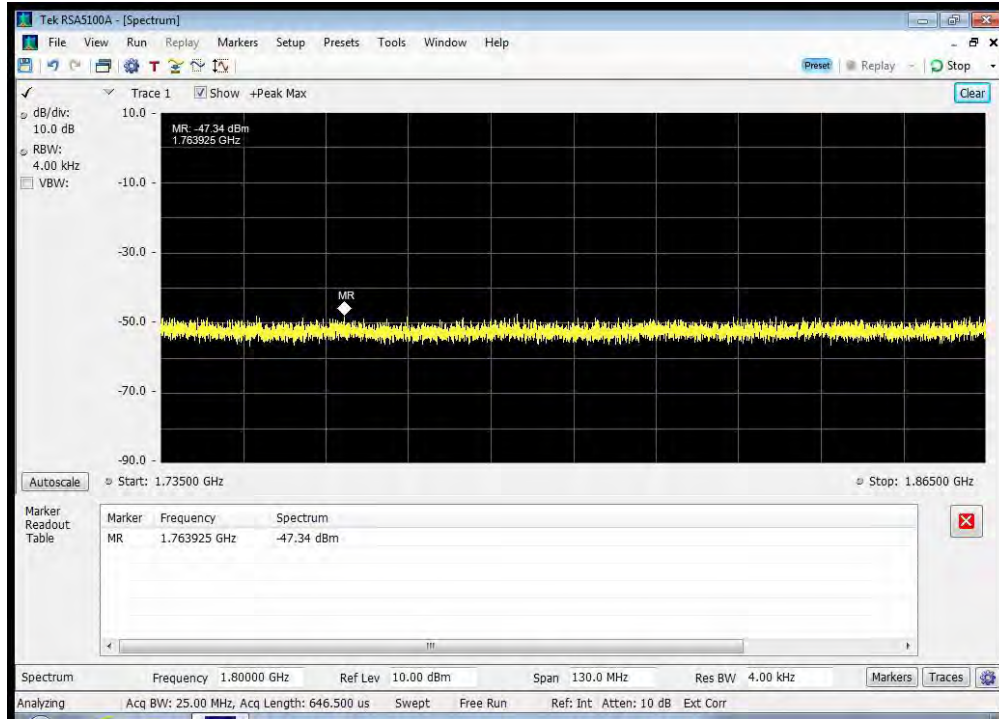 Tek RSA5100A - [Spectrum]
File View Run Replay Markers Setup Presets Tools Window Help
T
Preset Replay Stop
Trace 1 Show +Peak Max Clear
dB/div:
10.0 dB
RBW:
4.00 kHz
VBW:
10.0
-10.0
-30.0
-50.0
-70.0
-90.0
MR: -47.34 dBm
1.763925 GHz
MR
Autoscale Start: 1.73500 GHz Stop: 1.86500 GHz
Marker
Readout
Table
Marker Frequency Spectrum
MR 1.763925 GHz -47.34 dBm
Spectrum Frequency 1.80000 GHz Ref Lev 10.00 dBm Span 130.0 MHz Res BW 4.00 kHz Markers Traces
Analyzing Acq BW: 25.00 MHz, Acq Length: 646.500 us Swept Free Run Ref: Int Atten: 10 dB Ext Corr